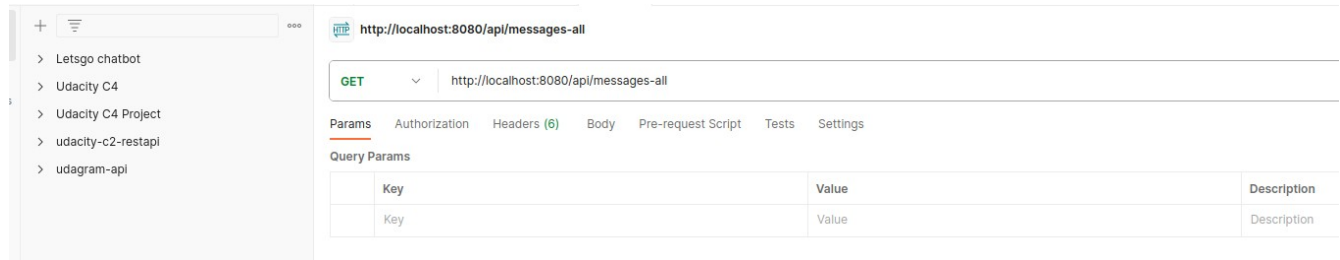 HTTP http://localhost:8080/api/messages-all
Letsgo chatbot
Udacity C4
Udacity C4 Project
udacity-c2-restapi
udagram-api
GET http://localhost:8080/api/messages-all
Params Authorization Headers (6) Body Pre-request Script Tests Settings
Query Params
Key Value Description
Key Value Description